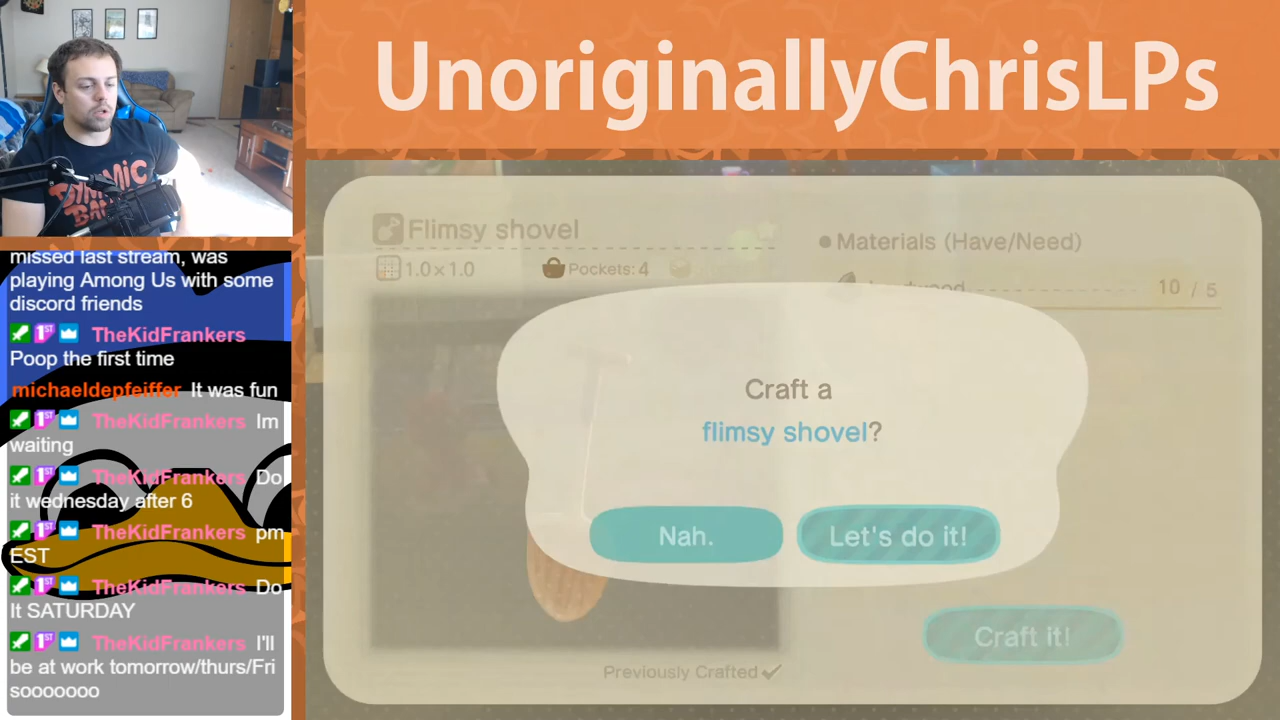 UnoriginallyChrisLPs
Flimsy shovel
1.0×1.0
Pockets: 4
Materials (Have/Need)
10 / 5
Craft a
flimsy shovel?
Nah.
Let's do it!
Craft it!
Previously Crafted
missed last stream, was
playing Among Us with some
discord friends
TheKidFrankers
Poop the first time
michaeldepfeiffer It was fun
TheKidFrankers Im
waiting
TheKidFrankers Do
it wednesday after 6
TheKidFrankers pm
EST
TheKidFrankers Do
It SATURDAY
TheKidFrankers I'll
be at work tomorrow/thurs/Fri
sooooooo